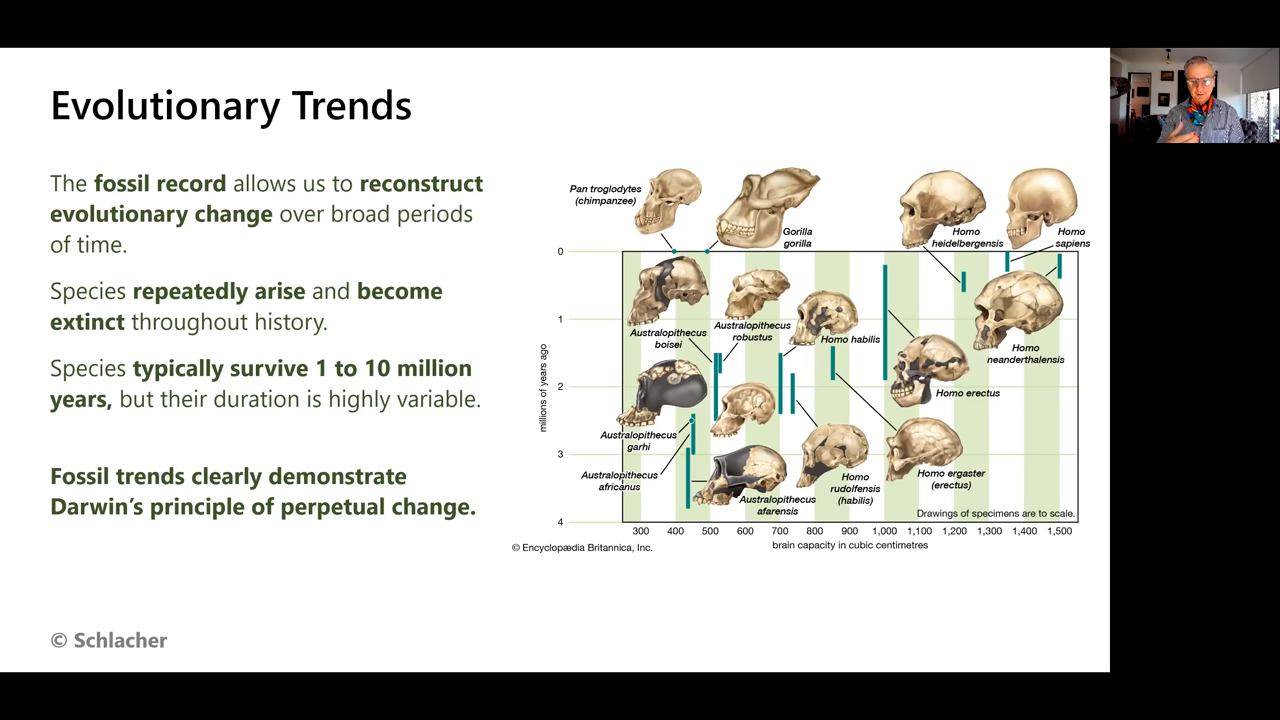 Evolutionary Trends
The fossil record allows us to reconstruct
evolutionary change over broad periods
of time.
Species repeatedly arise and become
extinct throughout history.
Species typically survive 1 to 10 million
years, but their duration is highly variable.
Fossil trends clearly demonstrate
Darwin's principle of perpetual change.
© Schlacher
Pan troglodytes
(chimpanzee)
Gorilla
gorilla
Homo
heidelbergensis
Homo
sapiens
Australopithecus
boisei
Australopithecus
robustus
Homo habilis
Homo
neanderthalensis
Homo erectus
Australopithecus
garhi
Australopithecus
africanus
Australopithecus
afarensis
Homo
rudolfensis
(habilis)
Homo ergaster
(erectus)
Drawings of specimens are to scale.
millions of years ago
0
1
2
3
4
300 400 500 600 700 800 900 1,000 1,100 1,200 1,300 1,400 1,500
brain capacity in cubic centimetres
© Encyclopædia Britannica, Inc.